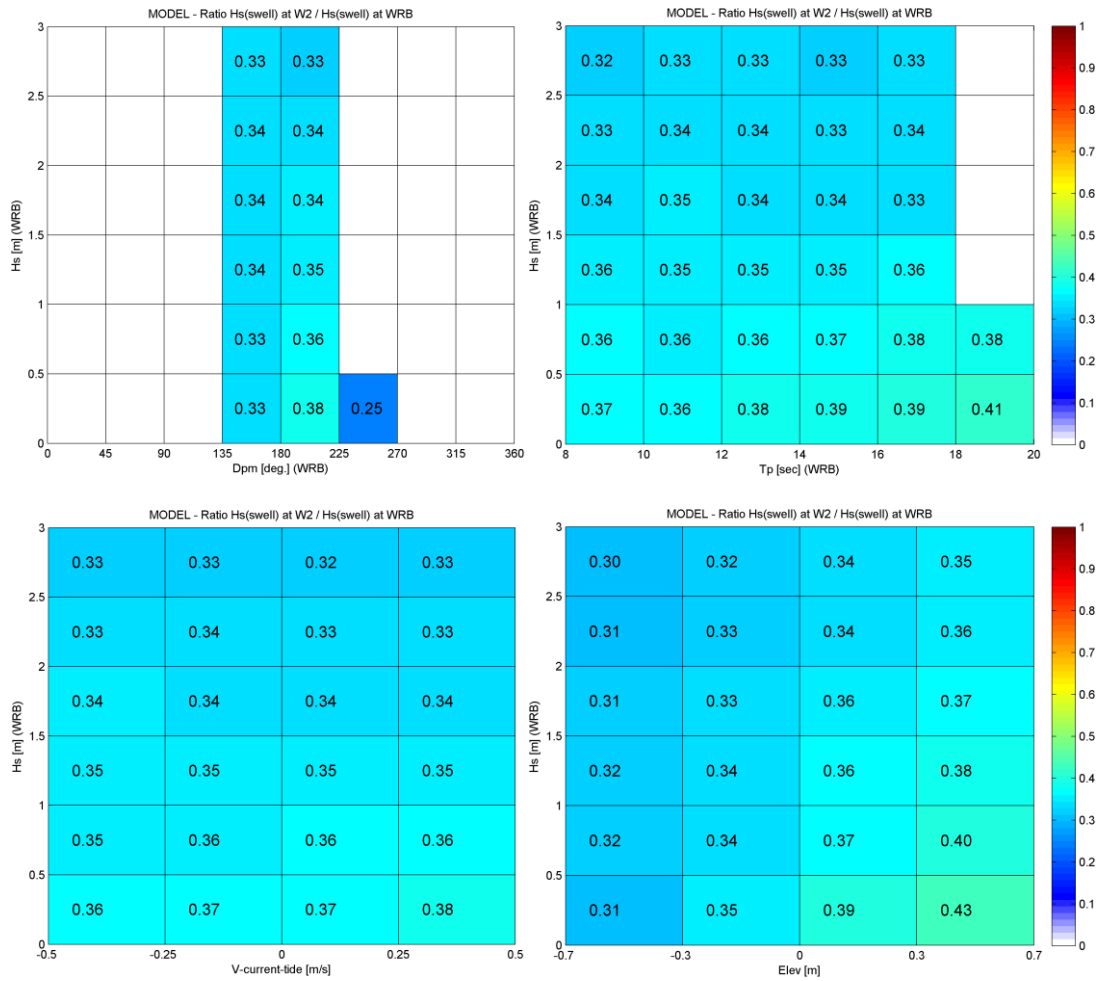 MODEL - Ratio Hs(swell) at W2 / Hs(swell) at WRB
3
2.5
2
1.5
1
0.5
0
Hs [m] (WRB)
0.33 0.33
0.34 0.34
0.34 0.34
0.34 0.35
0.33 0.36
0.33 0.38 0.25
0 45 90 135 180 225 270 315 360
Dpm [deg.] (WRB)
MODEL - Ratio Hs(swell) at W2 / Hs(swell) at WRB
3
2.5
2
1.5
1
0.5
0
Hs [m] (WRB)
0.32 0.33 0.33 0.33 0.33
0.33 0.34 0.34 0.33 0.34
0.34 0.35 0.34 0.34 0.33
0.36 0.35 0.35 0.35 0.36
0.36 0.36 0.36 0.37 0.38 0.38
0.37 0.36 0.38 0.39 0.39 0.41
8 10 12 14 16 18 20
Tp [sec] (WRB)
1
0.9
0.8
0.7
0.6
0.5
0.4
0.3
0.2
0.1
0
MODEL - Ratio Hs(swell) at W2 / Hs(swell) at WRB
3
2.5
2
1.5
1
0.5
0
Hs [m] (WRB)
0.33 0.33 0.32 0.33
0.33 0.34 0.33 0.33
0.34 0.34 0.34 0.34
0.35 0.35 0.35 0.35
0.35 0.36 0.36 0.36
0.36 0.37 0.37 0.38
-0.5 -0.25 0 0.25 0.5
V-current-tide [m/s]
MODEL - Ratio Hs(swell) at W2 / Hs(swell) at WRB
3
2.5
2
1.5
1
0.5
0
Hs [m] (WRB)
0.30 0.32 0.34 0.35
0.31 0.33 0.34 0.36
0.31 0.33 0.36 0.37
0.32 0.34 0.36 0.38
0.32 0.34 0.37 0.40
0.31 0.35 0.39 0.43
-0.7 -0.3 0 0.3 0.7
Elev [m]
1
0.9
0.8
0.7
0.6
0.5
0.4
0.3
0.2
0.1
0